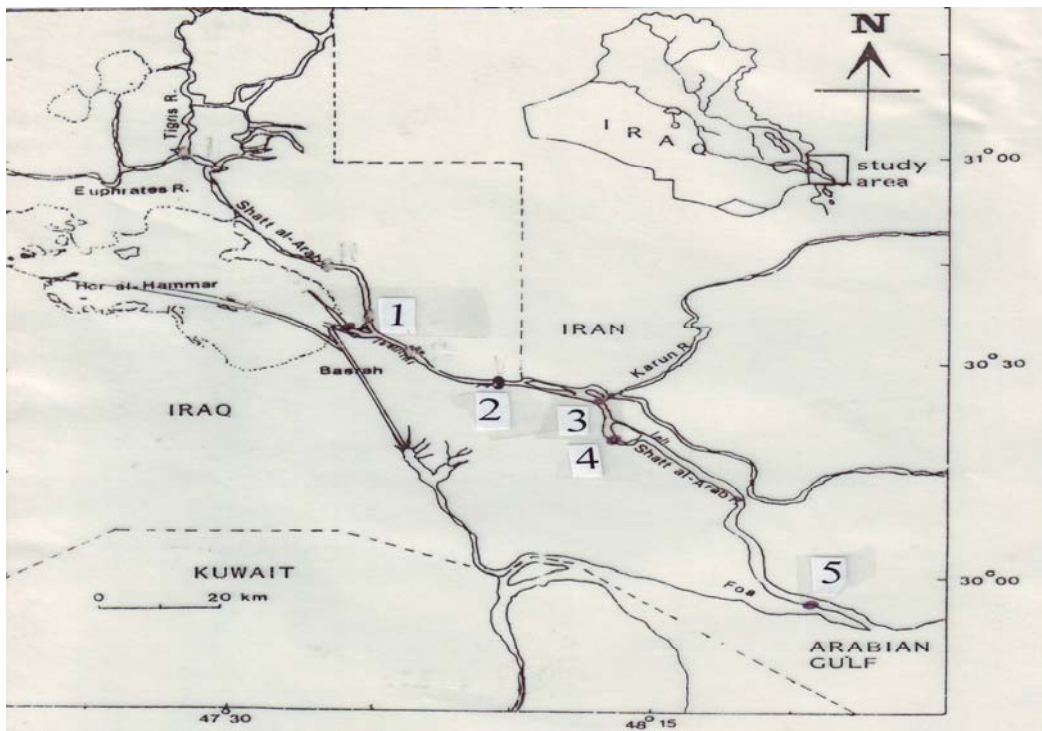 N
IRAQ
study
area
31°00
Tigris R.
Euphrates R.
Shatt al-Arab
Hor al-Hammar
1
IRAN
Karun R.
30°30
Basrah
2
IRAQ
3
4
Shatt al-Arab R.
KUWAIT
0 20 km
5
30°00
Foa
ARABIAN
GULF
47°30
48°15